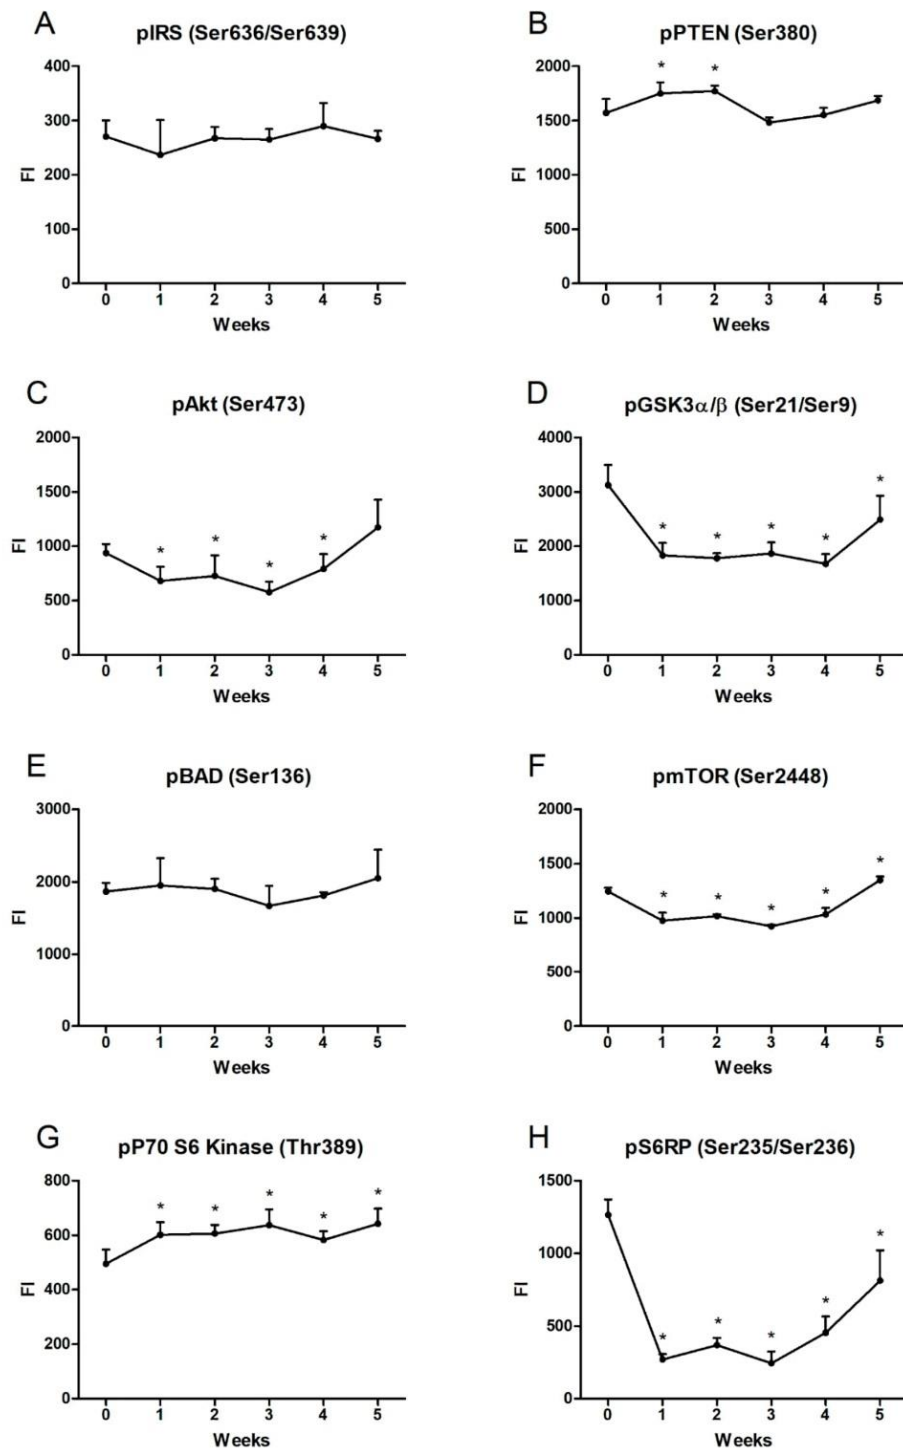 A
pIRS (Ser636/Ser639)
400
300
200
100
0
FI
0 1 2 3 4 5
Weeks
B
pPTEN (Ser380)
2000
1500
1000
500
0
FI
* *
0 1 2 3 4 5
Weeks
C
pAkt (Ser473)
2000
1500
1000
500
0
FI
* * * *
0 1 2 3 4 5
Weeks
D
pGSK3α/β (Ser21/Ser9)
4000
3000
2000
1000
0
FI
* * * * *
0 1 2 3 4 5
Weeks
E
pBAD (Ser136)
3000
2000
1000
0
FI
0 1 2 3 4 5
Weeks
F
pmTOR (Ser2448)
2000
1500
1000
500
0
FI
* * * * *
0 1 2 3 4 5
Weeks
G
pP70 S6 Kinase (Thr389)
800
600
400
200
0
FI
* * * * *
0 1 2 3 4 5
Weeks
H
pS6RP (Ser235/Ser236)
1500
1000
500
0
FI
* * * * *
0 1 2 3 4 5
Weeks